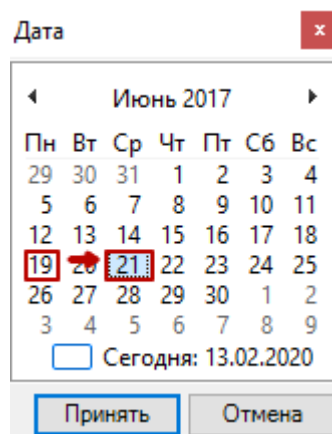 Дата
Июнь 2017
Пн Вт Ср Чт Пт Сб Вс
29 30 31 1 2 3 4
5 6 7 8 9 10 11
12 13 14 15 16 17 18
19 20 21 22 23 24 25
26 27 28 29 30 1 2
3 4 5 6 7 8 9
Сегодня: 13.02.2020
Принять Отмена